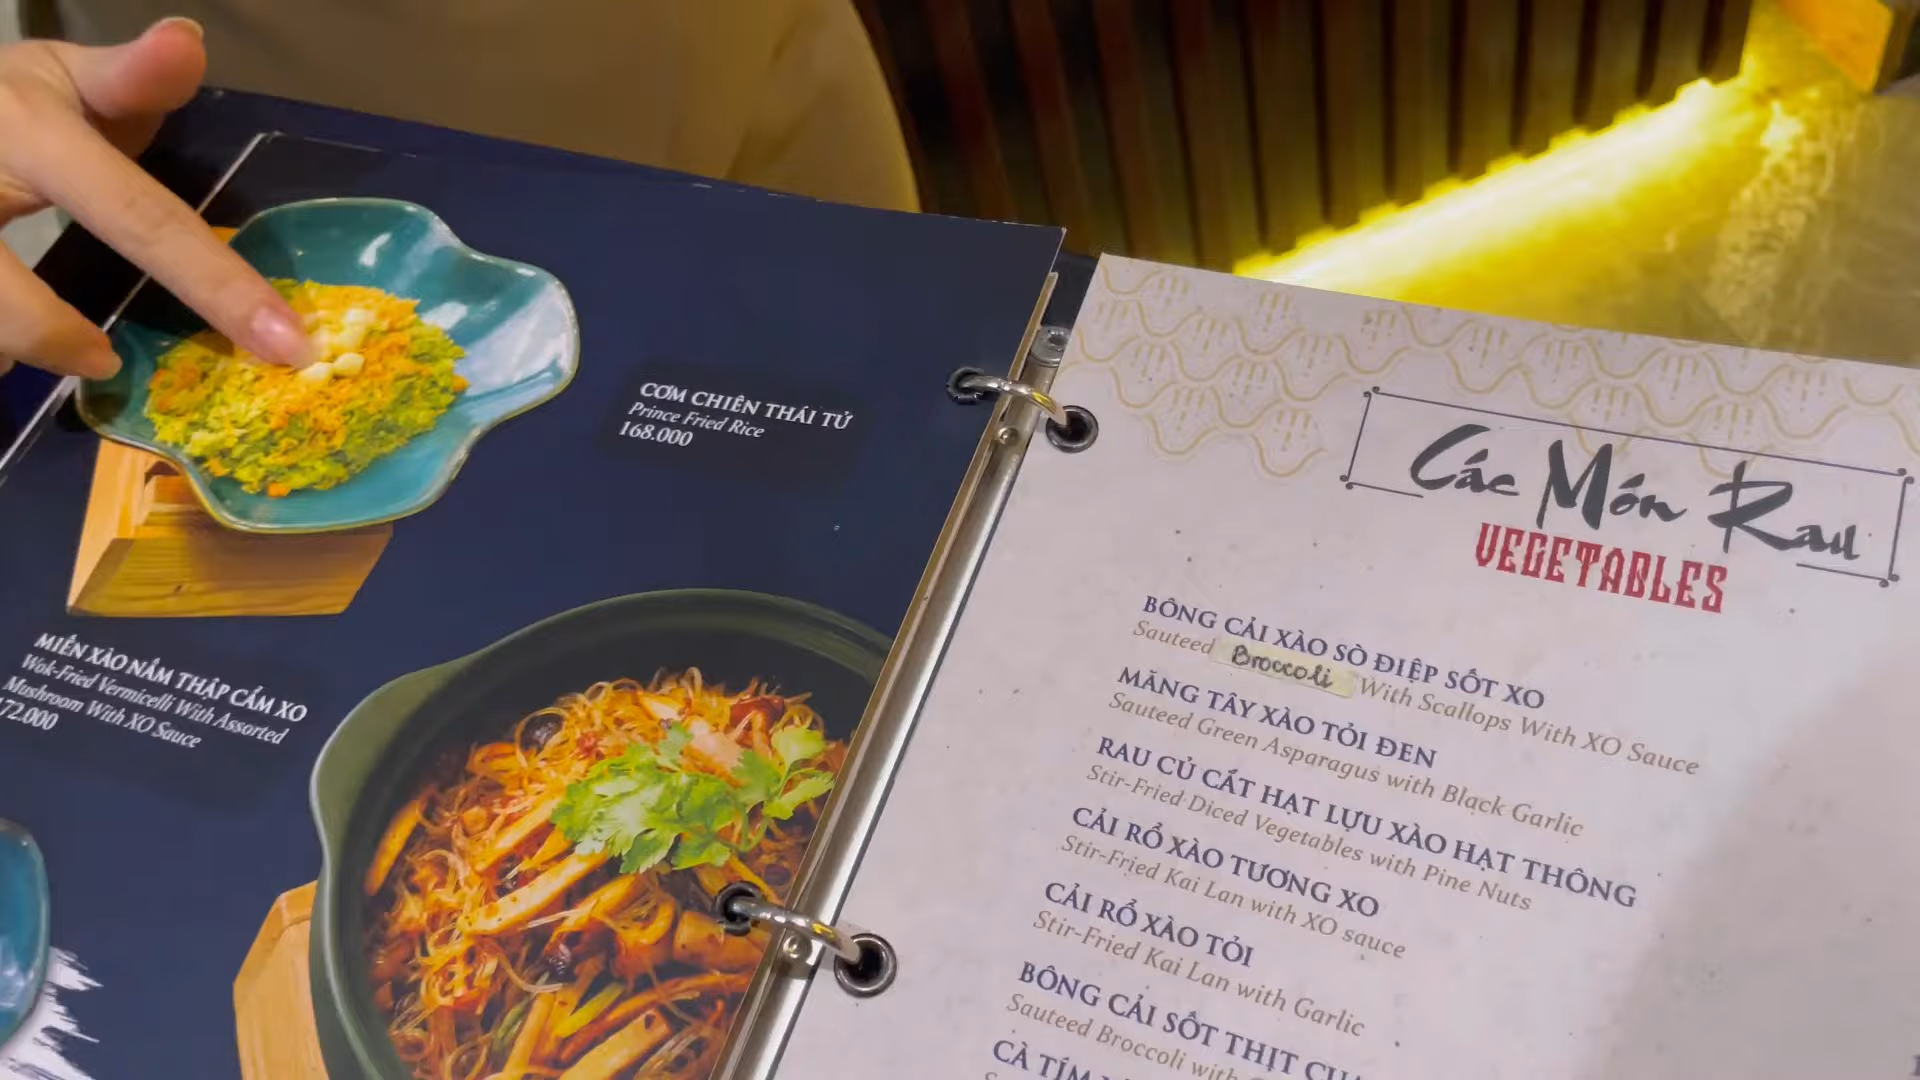 CƠM CHIÊN THÁI TỬ
Prince Fried Rice
168.000
MIẾN XÀO NẤM THẬP CẨM XO
Wok-Fried Vermicelli With Assorted
Mushroom With XO Sauce
72.000
Các Món Rau
VEGETABLES
BÔNG CẢI XÀO SÒ ĐIỆP SỐT XO
Sauteed Broccoli With Scallops With XO Sauce
MĂNG TÂY XÀO TỎI ĐEN
Sauteed Green Asparagus with Black Garlic
RAU CỦ CẮT HẠT LỰU XÀO HẠT THÔNG
Stir-Fried Diced Vegetables with Pine Nuts
CẢI RỔ XÀO TƯƠNG XO
Stir-Fried Kai Lan with XO sauce
CẢI RỔ XÀO TỎI
Stir-Fried Kai Lan with Garlic
BÔNG CẢI SỐT THỊT CUA
Sauteed Broccoli with
CÀ TÍM